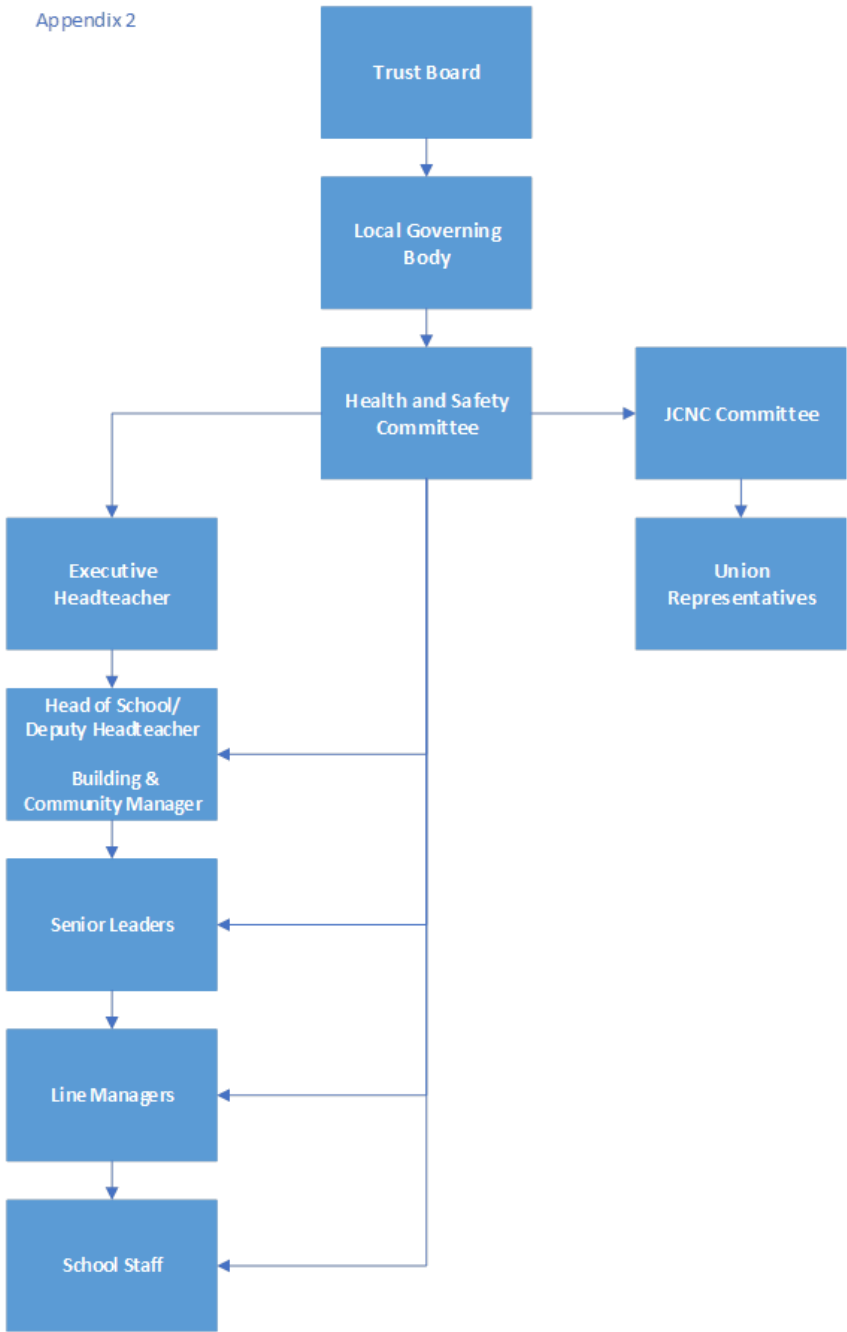 Appendix 2
Trust Board
Local Governing
Body
Health and Safety
Committee
JCNC Committee
Executive
Headteacher
Union
Representatives
Head of School/
Deputy Headteacher
Building &
Community Manager
Senior Leaders
Line Managers
School Staff